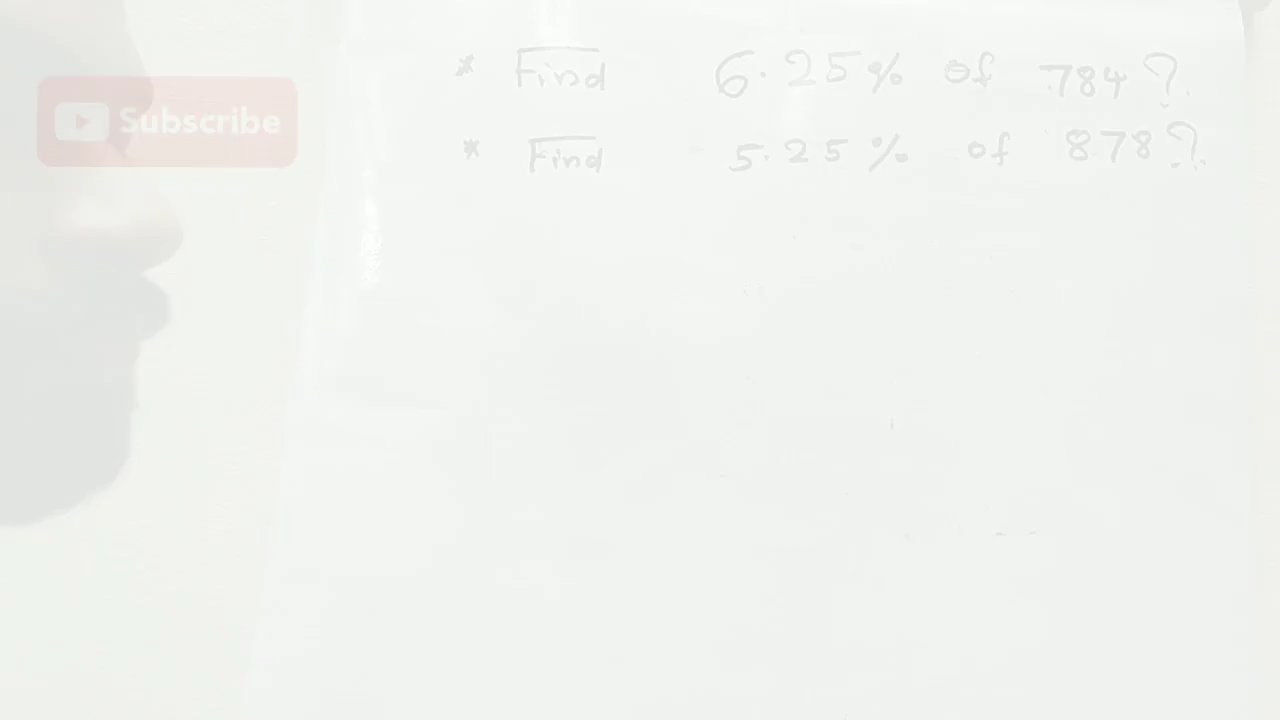 Subscribe
* Find 6.25% of 784?
* Find 5.25% of 878?